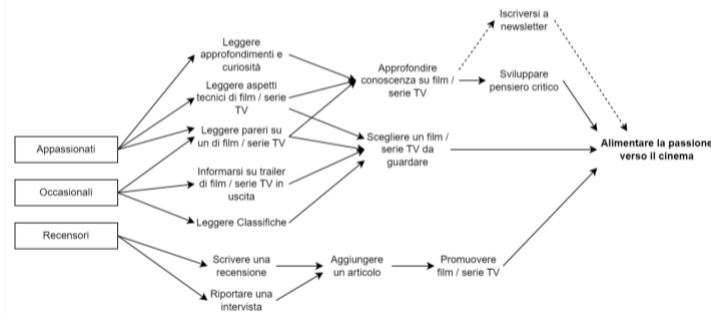 Iscriversi a
newsletter
Leggere
approfondimenti e
curiosità
Approfondire
conoscenza su film /
serie TV
Sviluppare
pensiero critico
Leggere aspetti
tecnici di film / serie
TV
Appassionati
Leggere pareri su
un di film / serie TV
Scegliere un film /
serie TV da
guardare
Alimentare la passione
verso il cinema
Occasionali
Informarsi su trailer
di film / serie TV in
uscita
Leggere Classifiche
Recensori
Scrivere una
recensione
Aggiungere
un articolo
Promuovere
film / serie TV
Riportare una
intervista